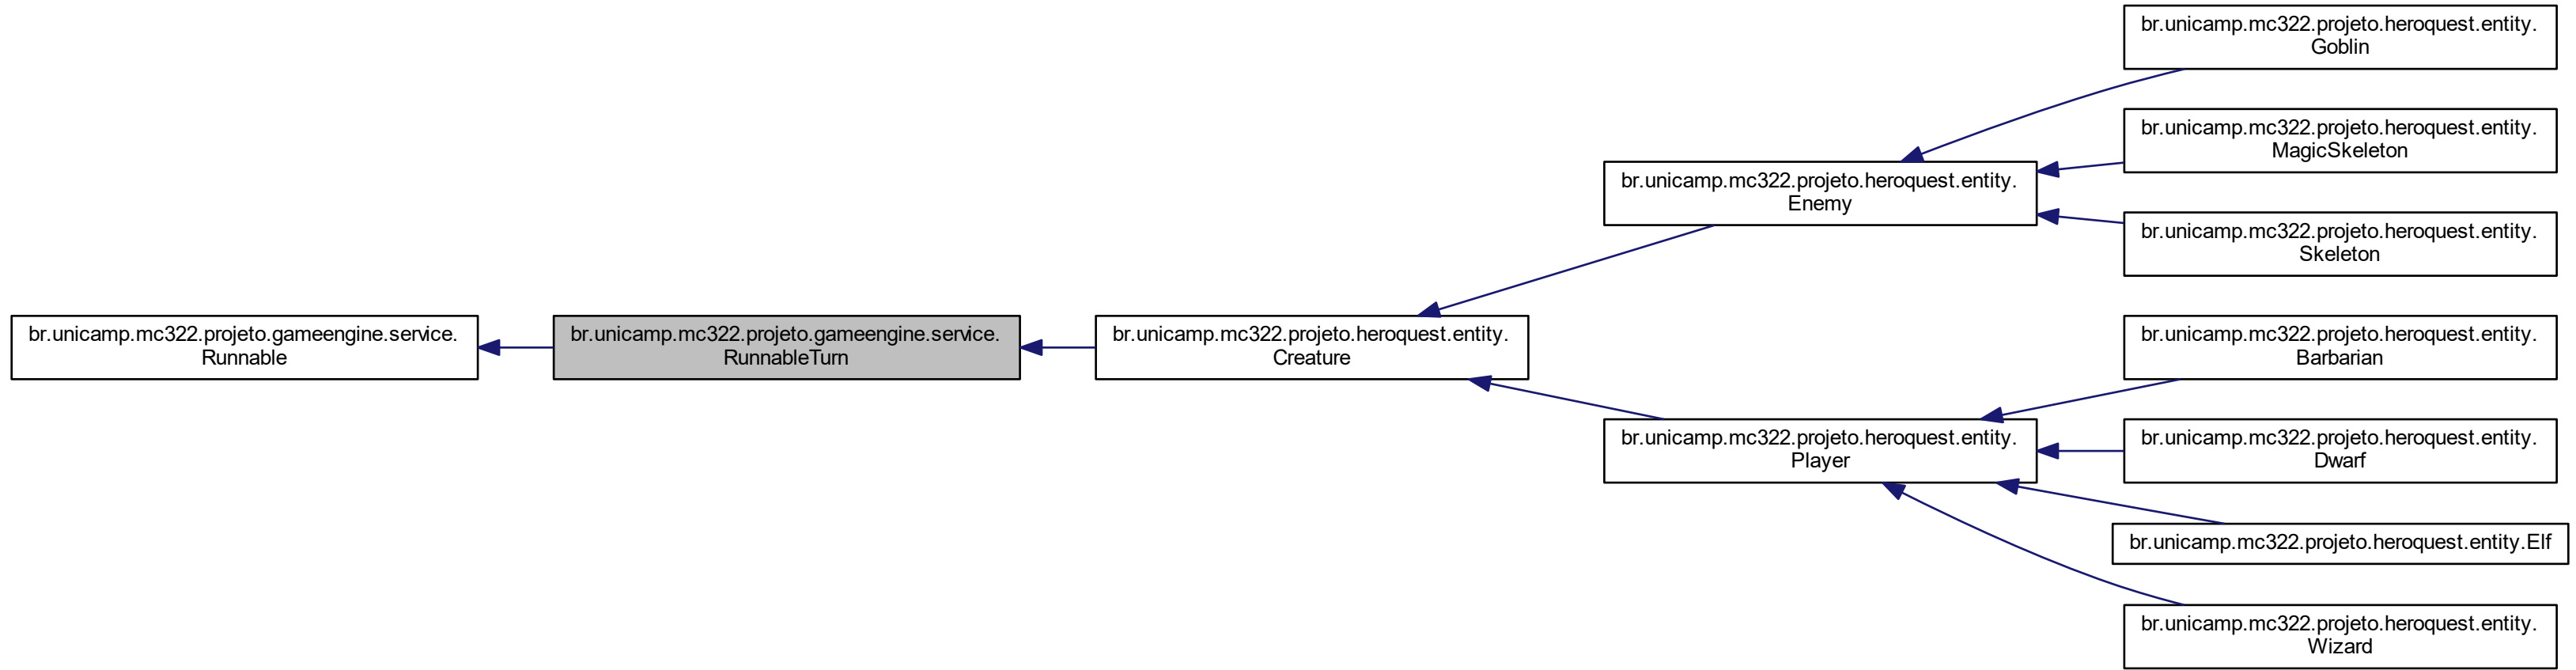 br.unicamp.mc322.projeto.gameengine.service.
Runnable
br.unicamp.mc322.projeto.gameengine.service.
RunnableTurn
br.unicamp.mc322.projeto.heroquest.entity.
Creature
br.unicamp.mc322.projeto.heroquest.entity.
Enemy
br.unicamp.mc322.projeto.heroquest.entity.
Player
br.unicamp.mc322.projeto.heroquest.entity.
Goblin
br.unicamp.mc322.projeto.heroquest.entity.
MagicSkeleton
br.unicamp.mc322.projeto.heroquest.entity.
Skeleton
br.unicamp.mc322.projeto.heroquest.entity.
Barbarian
br.unicamp.mc322.projeto.heroquest.entity.
Dwarf
br.unicamp.mc322.projeto.heroquest.entity.Elf
br.unicamp.mc322.projeto.heroquest.entity.
Wizard